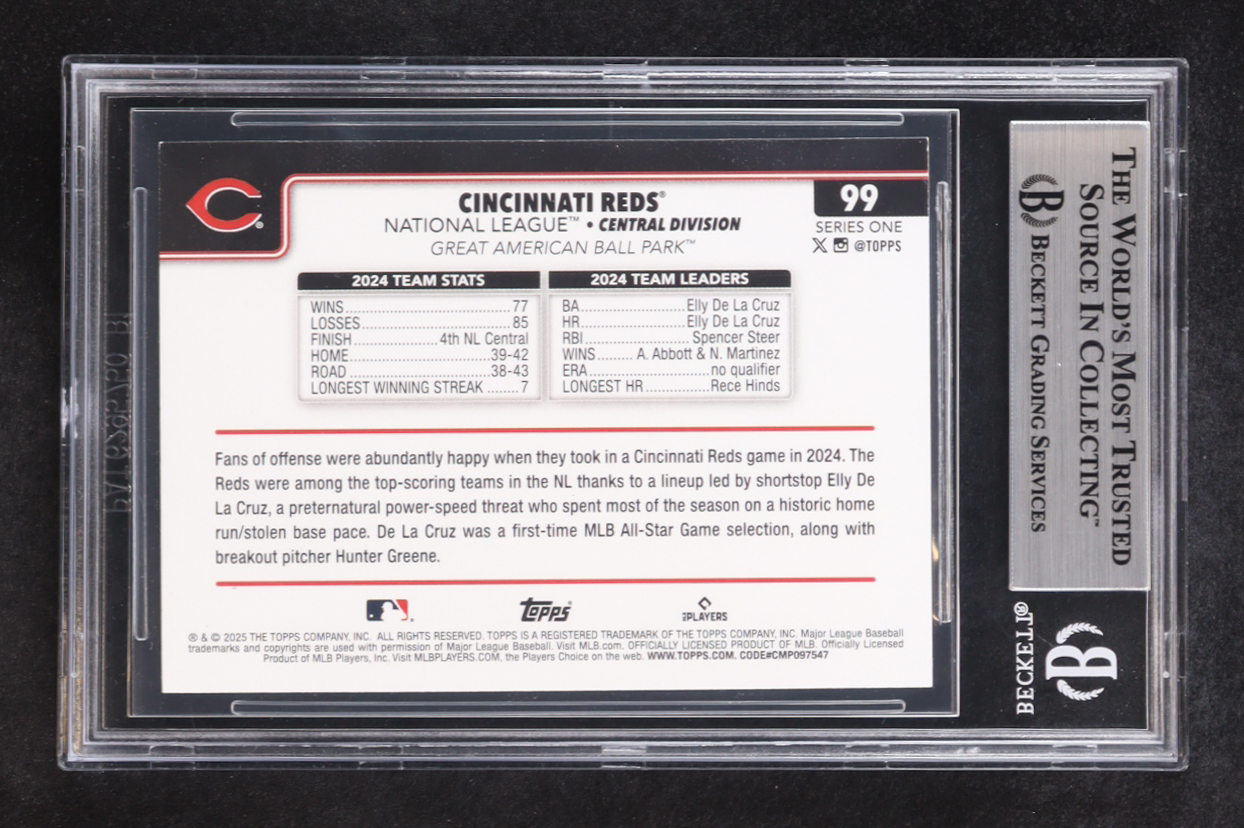 CINCINNATI REDS®
NATIONAL LEAGUE™ • CENTRAL DIVISION
GREAT AMERICAN BALL PARK™
99
SERIES ONE
@TOPPS
2024 TEAM STATS
WINS 77
LOSSES 85
FINISH 4th NL Central
HOME 39-42
ROAD 38-43
LONGEST WINNING STREAK 7
2024 TEAM LEADERS
BA Elly De La Cruz
HR Elly De La Cruz
RBI Spencer Steer
WINS A. Abbott & N. Martinez
ERA no qualifier
LONGEST HR Rece Hinds
Fans of offense were abundantly happy when they took in a Cincinnati Reds game in 2024. The
Reds were among the top-scoring teams in the NL thanks to a lineup led by shortstop Elly De
La Cruz, a preternatural power-speed threat who spent most of the season on a historic home
run/stolen base pace. De La Cruz was a first-time MLB All-Star Game selection, along with
breakout pitcher Hunter Greene.
Topps
PLAYERS
® & © 2025 THE TOPPS COMPANY, INC. ALL RIGHTS RESERVED. TOPPS IS A REGISTERED TRADEMARK OF THE TOPPS COMPANY, INC. Major League Baseball
trademarks and copyrights are used with permission of Major League Baseball. Visit MLB.com. OFFICIALLY LICENSED PRODUCT OF MLB. Officially Licensed
Product of MLB Players, Inc. Visit MLBPLAYERS.COM, the Players Choice on the web. WWW.TOPPS.COM. CODE#CMP097547
THE WORLD'S MOST TRUSTED
SOURCE IN COLLECTING™
B BECKETT GRADING SERVICES
BECKETT®
B